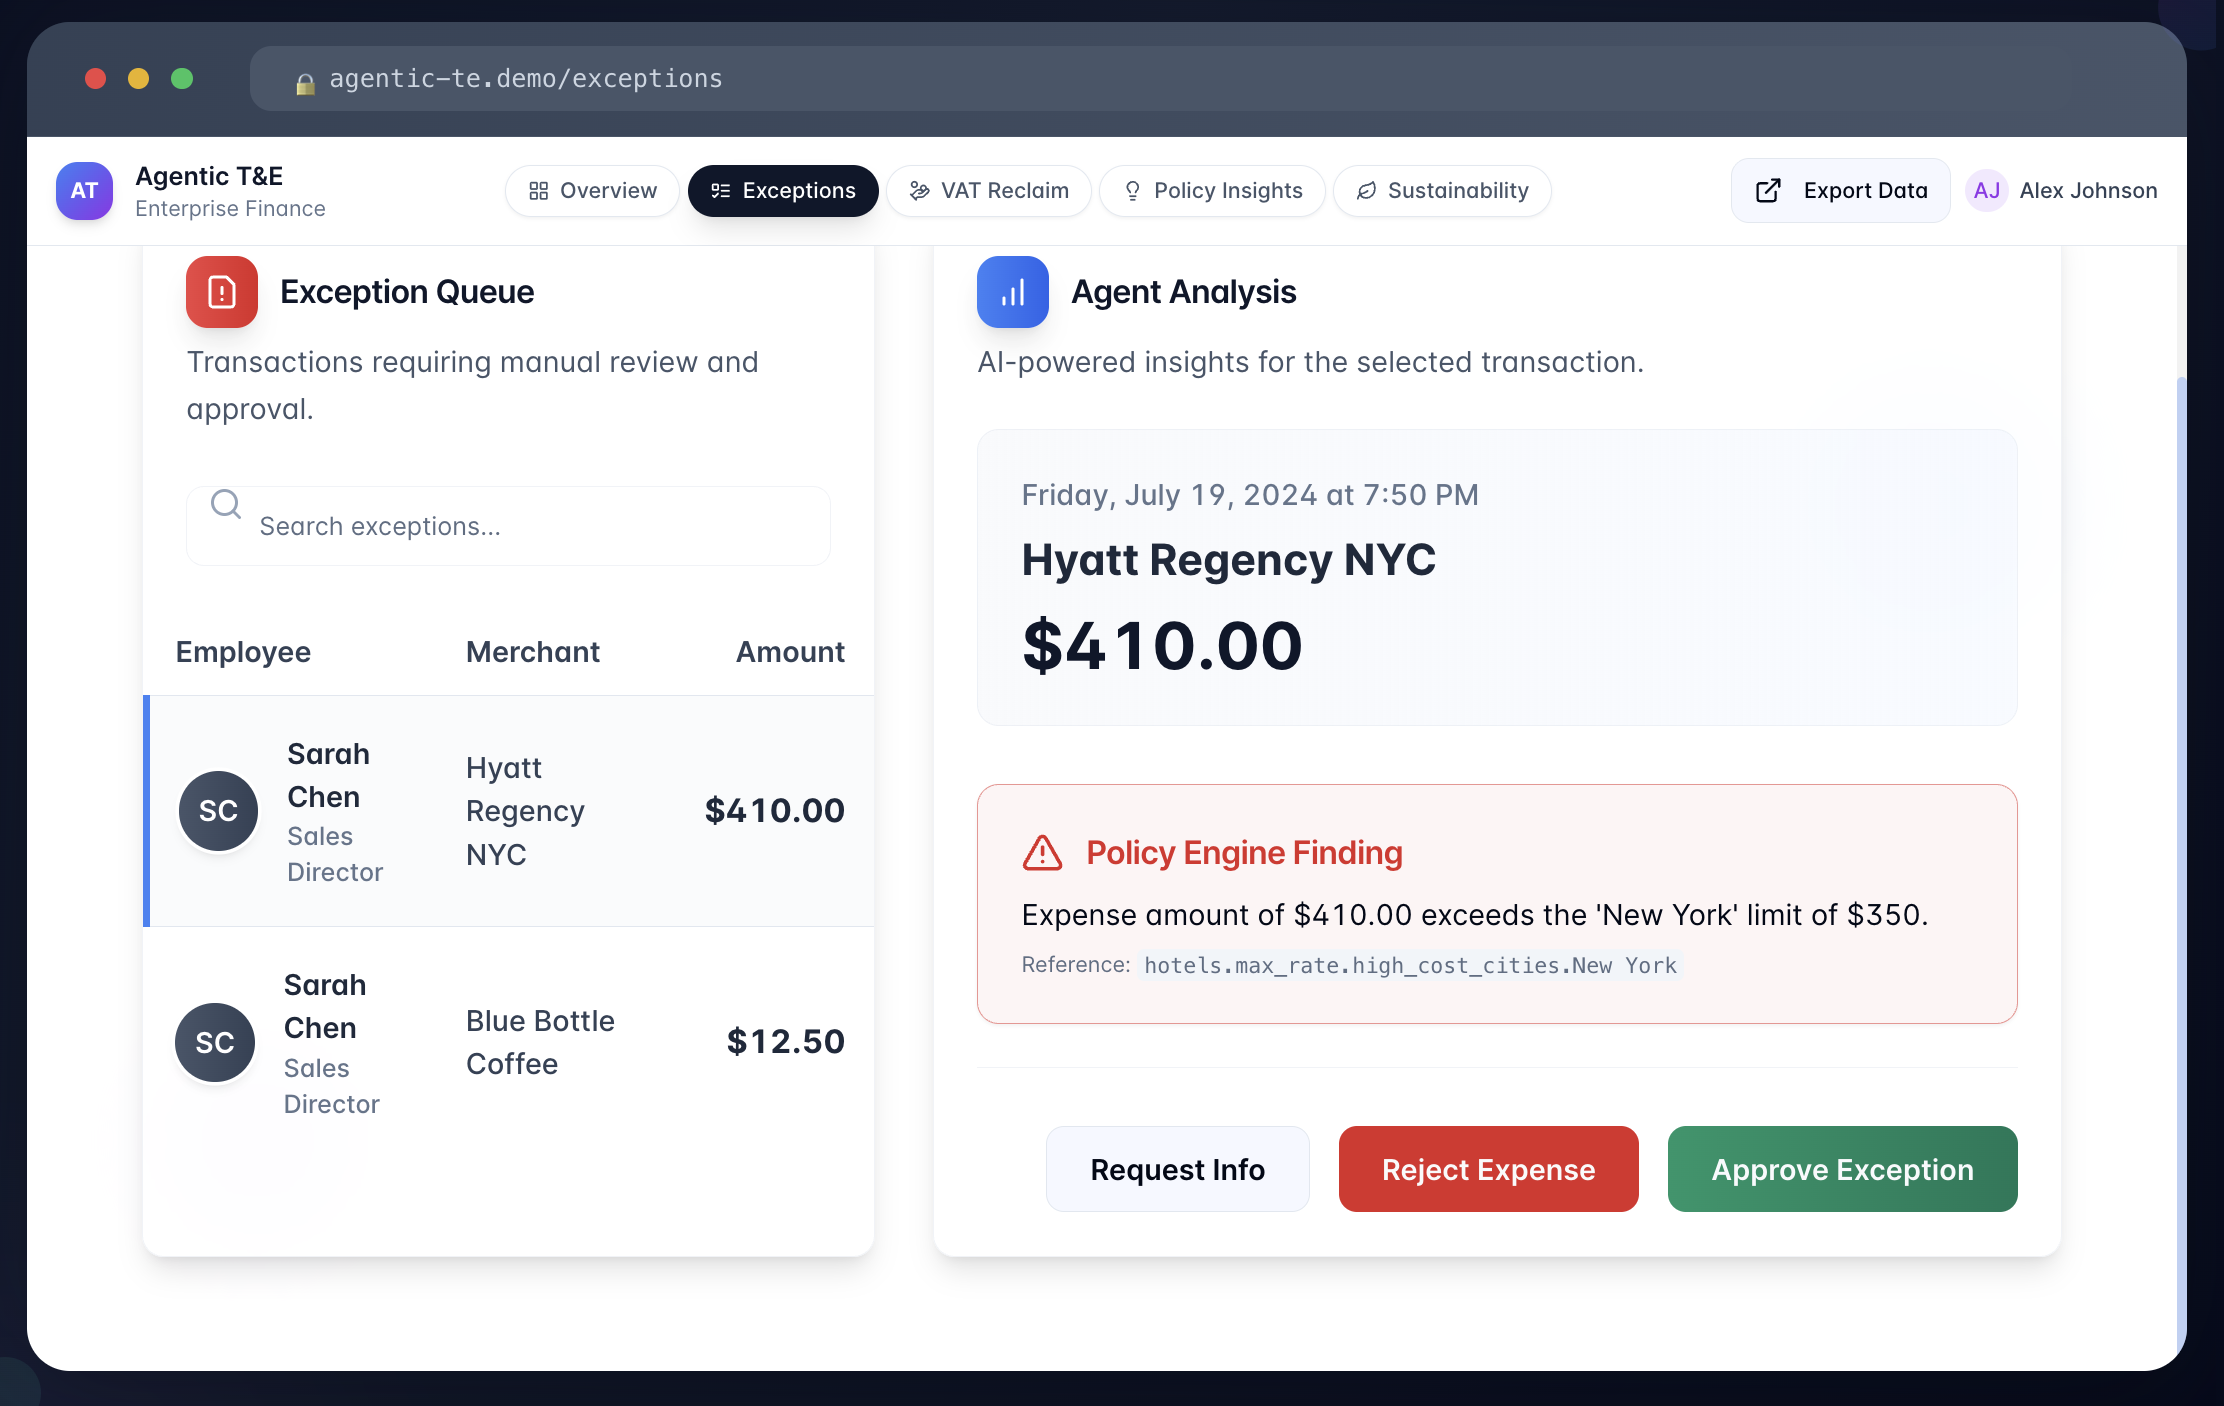 agentic-te.demo/exceptions
AT
Agentic T&E
Enterprise Finance
Overview
Exceptions
VAT Reclaim
Policy Insights
Sustainability
Export Data
AJ
Alex Johnson
Exception Queue
Transactions requiring manual review and
approval.
Search exceptions...
Employee Merchant Amount
SC
Sarah
Chen
Sales
Director
Hyatt
Regency
NYC
$410.00
SC
Sarah
Chen
Sales
Director
Blue Bottle
Coffee
$12.50
Agent Analysis
AI-powered insights for the selected transaction.
Friday, July 19, 2024 at 7:50 PM
Hyatt Regency NYC
$410.00
Policy Engine Finding
Expense amount of $410.00 exceeds the 'New York' limit of $350.
Reference: hotels.max_rate.high_cost_cities.New York
Request Info
Reject Expense
Approve Exception